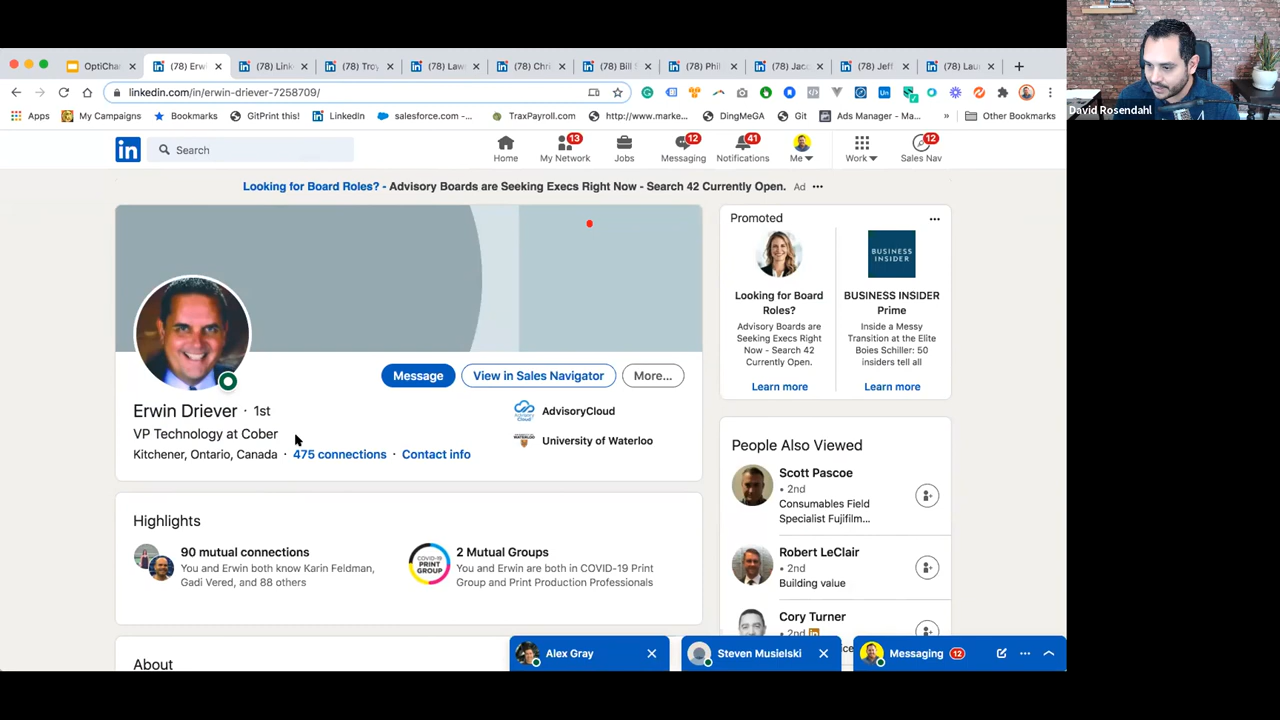 OptiCha
(78) Erwi
(78) Link
(78) Troy
(78) Law
(78) Chri
(78) Bill S
(78) Phil
(78) Jac
(78) Jeff
(78) Lau
linkedin.com/in/erwin-driever-7258709/
Apps
My Campaigns
Bookmarks
GitPrint this!
LinkedIn
salesforce.com -...
TraxPayroll.com
http://www.marke...
DingMeGA
Git
Ads Manager - Ma...
»
Other Bookmarks
David Rosendahl
in
Search
Home
13
My Network
Jobs
12
Messaging
41
Notifications
Me
Work
12
Sales Nav
Looking for Board Roles? - Advisory Boards are Seeking Execs Right Now - Search 42 Currently Open. Ad ···
Message
View in Sales Navigator
More...
Erwin Driever · 1st
VP Technology at Cober
Kitchener, Ontario, Canada · 475 connections · Contact info
AdvisoryCloud
University of Waterloo
Highlights
90 mutual connections
You and Erwin both know Karin Feldman,
Gadi Vered, and 88 others
COVID-19
PRINT
GROUP
2 Mutual Groups
You and Erwin are both in COVID-19 Print
Group and Print Production Professionals
About
Promoted
Looking for Board
Roles?
Advisory Boards are
Seeking Execs Right
Now - Search 42
Currently Open.
Learn more
BUSINESS
INSIDER
BUSINESS INSIDER
Prime
Inside a Messy
Transition at the Elite
Boies Schiller: 50
insiders tell all
Learn more
People Also Viewed
Scott Pascoe
• 2nd
Consumables Field
Specialist Fujifilm...
Robert LeClair
• 2nd
Building value
Cory Turner
• 2nd in
Alex Gray
Steven Musielski
Messaging 12